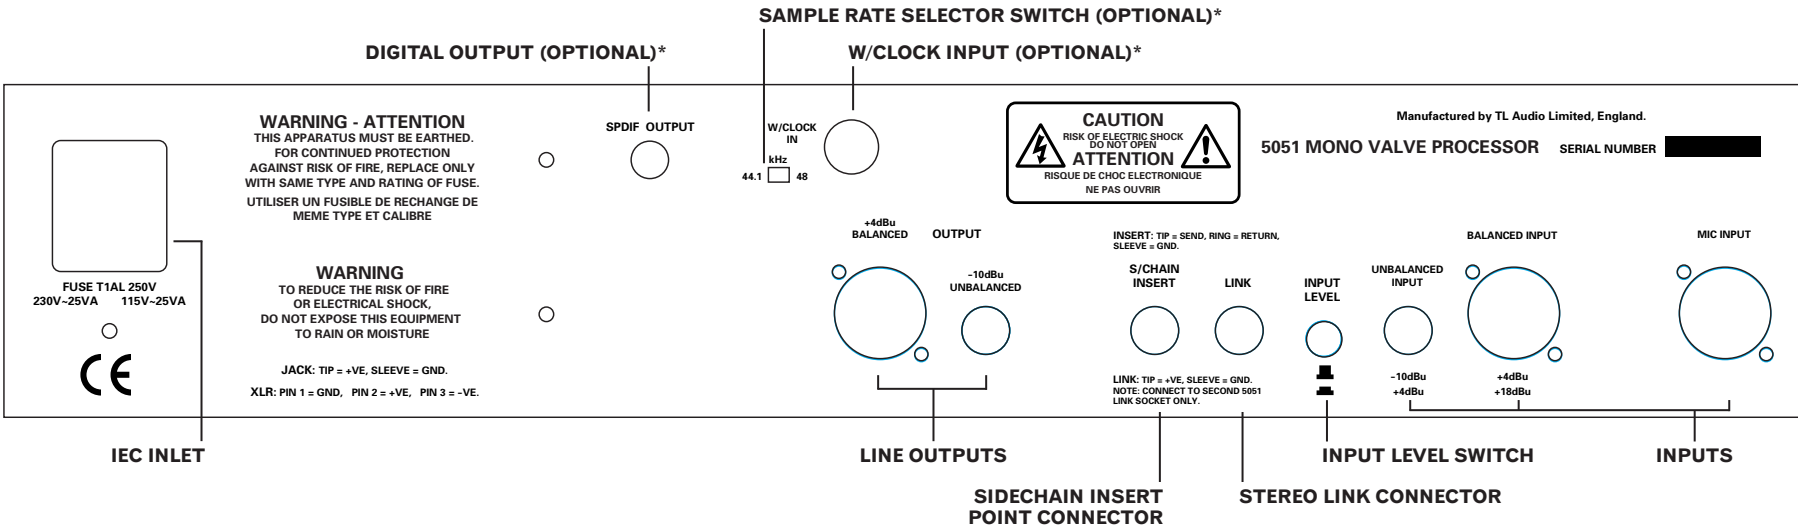 SAMPLE RATE SELECTOR SWITCH (OPTIONAL)*
DIGITAL OUTPUT (OPTIONAL)*
W/CLOCK INPUT (OPTIONAL)*
WARNING - ATTENTION
THIS APPARATUS MUST BE EARTHED.
FOR CONTINUED PROTECTION
AGAINST RISK OF FIRE, REPLACE ONLY
WITH SAME TYPE AND RATING OF FUSE.
UTILISER UN FUSIBLE DE RECHANGE DE
MEME TYPE ET CALIBRE
SPDIF OUTPUT
W/CLOCK
IN
kHz
44.1 48
CAUTION
RISK OF ELECTRIC SHOCK
DO NOT OPEN
ATTENTION
RISQUE DE CHOC ELECTRONIQUE
NE PAS OUVRIR
Manufactured by TL Audio Limited, England.
5051 MONO VALVE PROCESSOR SERIAL NUMBER
FUSE T1AL 250V
230V~25VA 115V~25VA
CE
WARNING
TO REDUCE THE RISK OF FIRE
OR ELECTRICAL SHOCK,
DO NOT EXPOSE THIS EQUIPMENT
TO RAIN OR MOISTURE
JACK: TIP = +VE, SLEEVE = GND.
XLR: PIN 1 = GND, PIN 2 = +VE, PIN 3 = –VE.
+4dBu
BALANCED
OUTPUT
–10dBu
UNBALANCED
INSERT: TIP = SEND, RING = RETURN,
SLEEVE = GND.
S/CHAIN
INSERT
LINK
INPUT
LEVEL
UNBALANCED
INPUT
BALANCED INPUT
MIC INPUT
LINK: TIP = +VE, SLEEVE = GND.
NOTE: CONNECT TO SECOND 5051
LINK SOCKET ONLY.
–10dBu
+4dBu
+4dBu
+18dBu
IEC INLET
LINE OUTPUTS
INPUT LEVEL SWITCH
INPUTS
SIDECHAIN INSERT
POINT CONNECTOR
STEREO LINK CONNECTOR